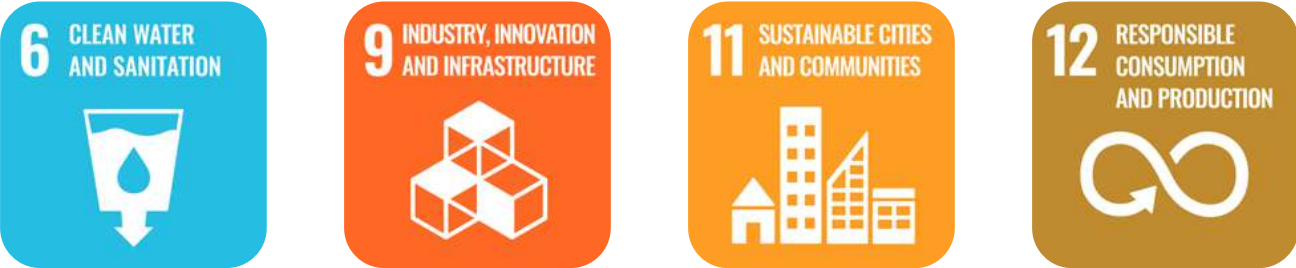 6 CLEAN WATER
AND SANITATION
9 INDUSTRY, INNOVATION
AND INFRASTRUCTURE
11 SUSTAINABLE CITIES
AND COMMUNITIES
12 RESPONSIBLE
CONSUMPTION
AND PRODUCTION